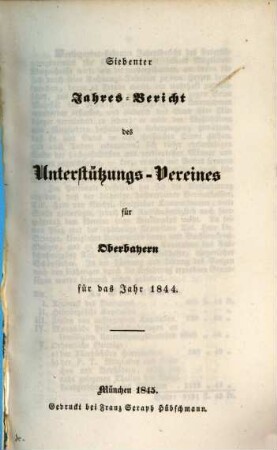 Siebenter
Jahres-Bericht
des
Unterstützungs-Vereines
für
Oberbayern
für das Jahr 1844.
München 1845.
Gedruckt bei Franz Seraph Hübschmann.